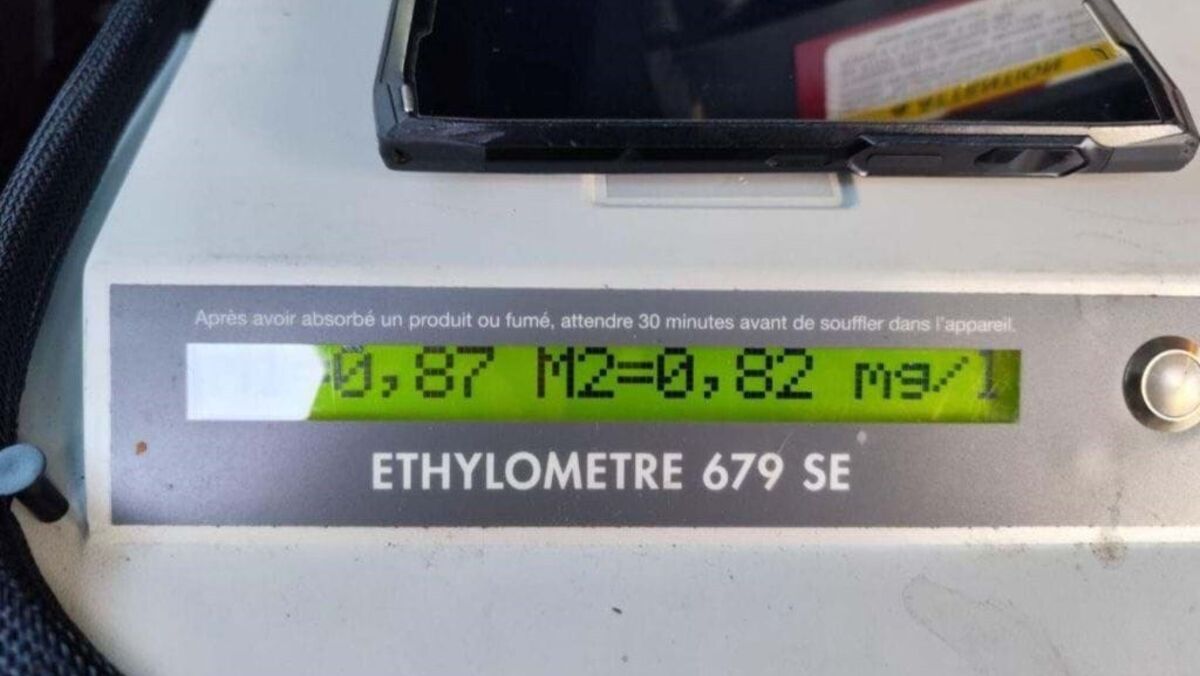 Après avoir absorbé un produit ou fumé, attendre 30 minutes avant de souffler dans l'appareil.
=0,87 M2=0,82 mg/l
ETHYLOMETRE 679 SE